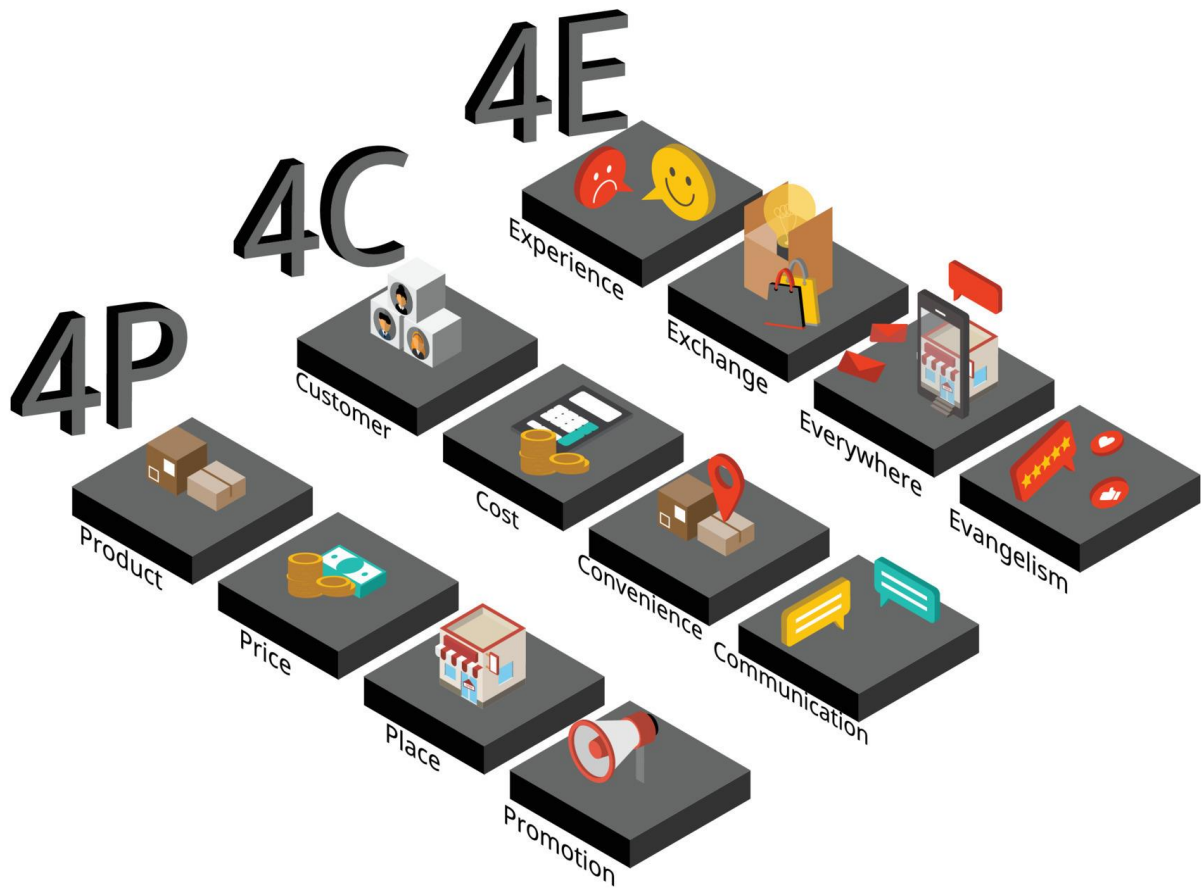 4E
Experience
Exchange
Everywhere
Evangelism
4C
Customer
Cost
Convenience
Communication
4P
Product
Price
Place
Promotion